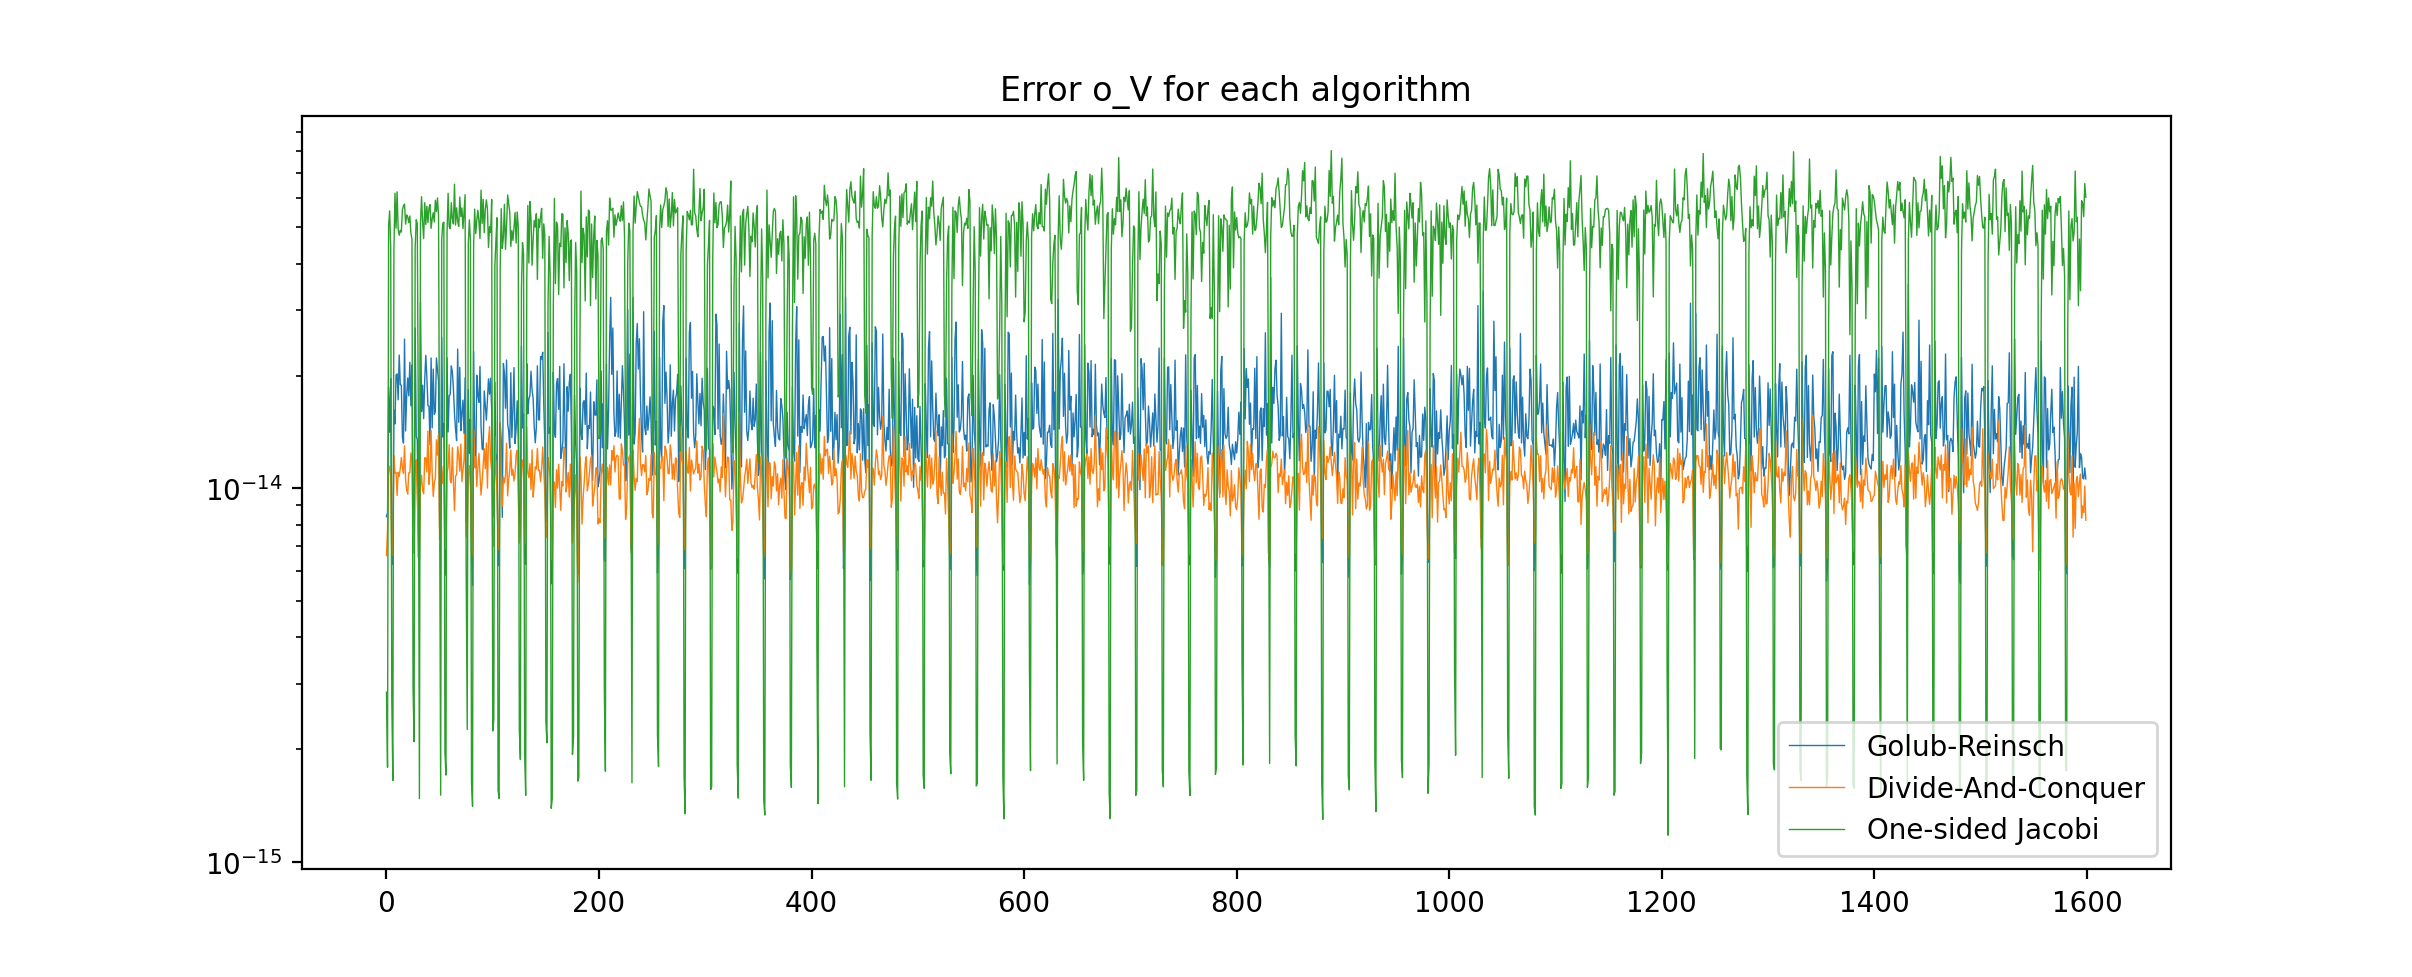 Error o_V for each algorithm
10⁻¹⁴
10⁻¹⁵
0 200 400 600 800 1000 1200 1400 1600
Golub-Reinsch
Divide-And-Conquer
One-sided Jacobi